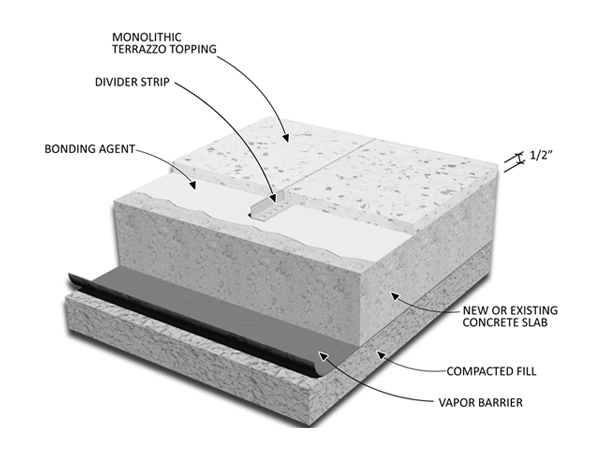 MONOLITHIC
TERRAZZO TOPPING
DIVIDER STRIP
BONDING AGENT
1/2"
NEW OR EXISTING
CONCRETE SLAB
COMPACTED FILL
VAPOR BARRIER